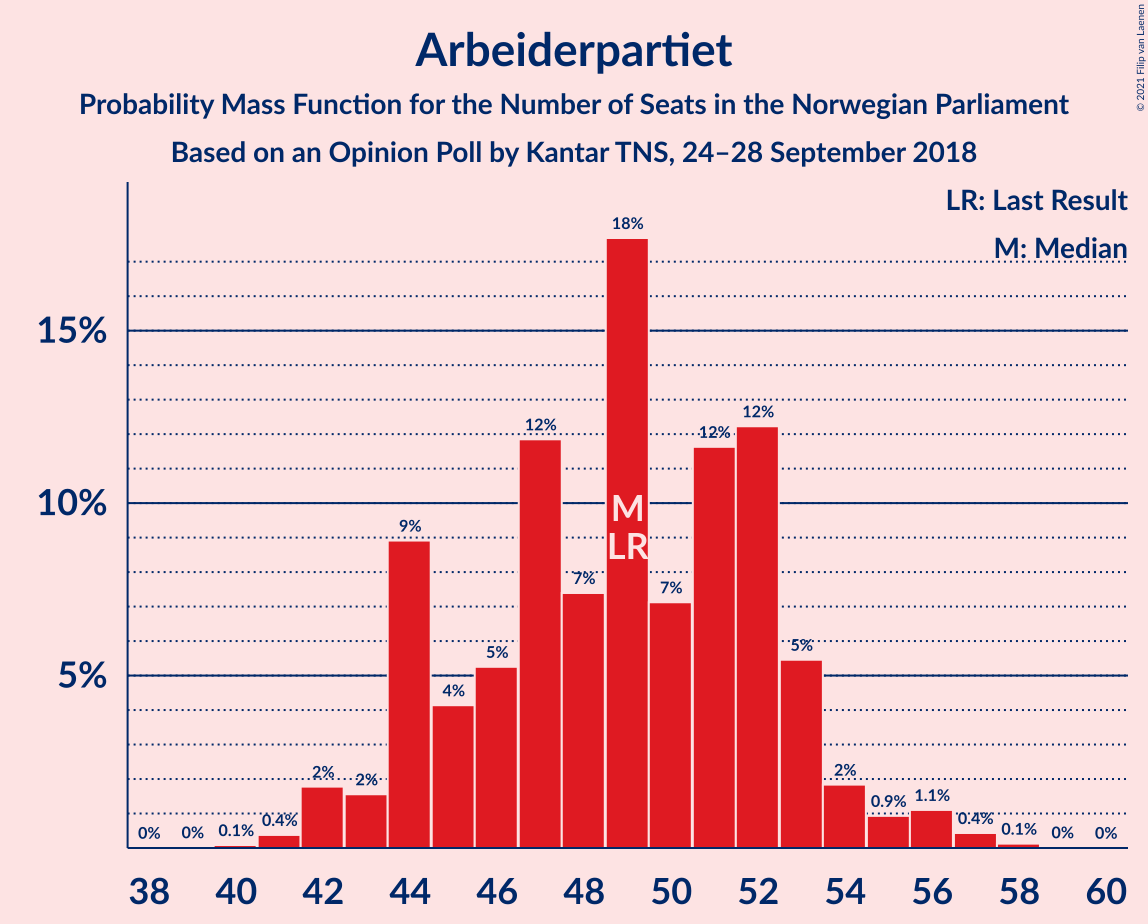 Arbeiderpartiet
Probability Mass Function for the Number of Seats in the Norwegian Parliament
Based on an Opinion Poll by Kantar TNS, 24–28 September 2018
© 2021 Filip van Laenen
LR: Last Result
M: Median
15%
10%
5%
0%
0%
0.1%
0.4%
2%
2%
9%
4%
5%
12%
7%
18%
7%
12%
12%
5%
2%
0.9%
1.1%
0.4%
0.1%
0%
0%
M
LR
38 40 42 44 46 48 50 52 54 56 58 60